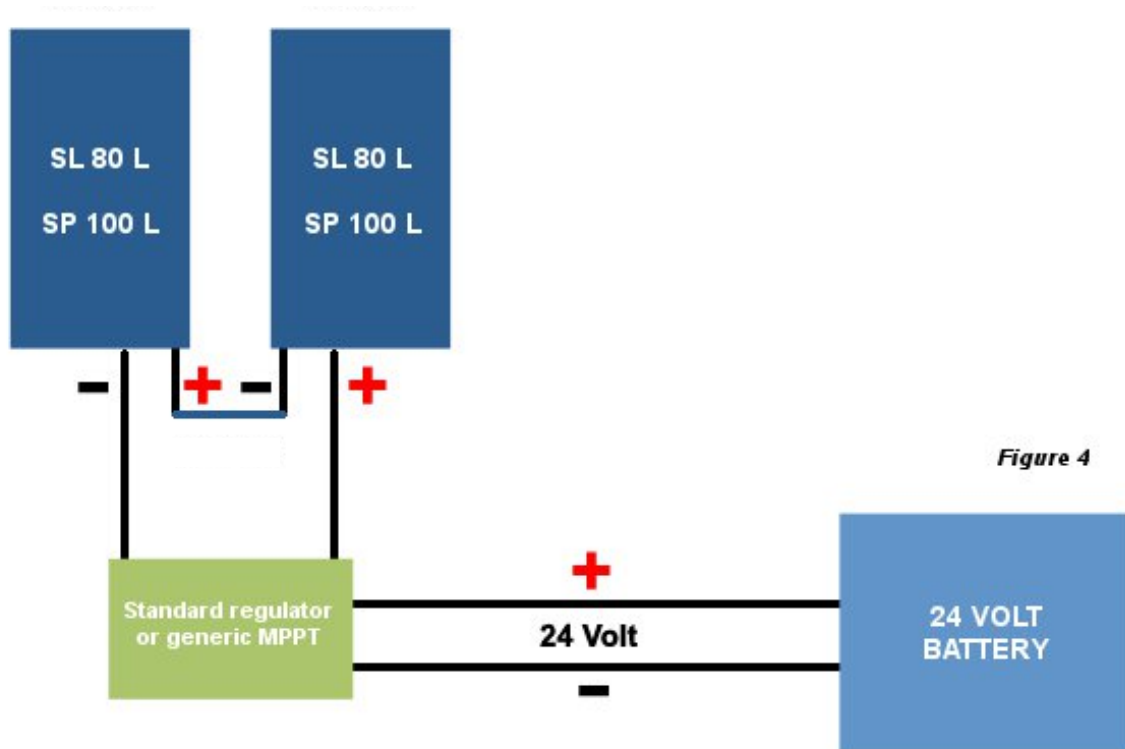 SL 80 L
SP 100 L
SL 80 L
SP 100 L
-
+
-
+
Figure 4
Standard regulator
or generic MPPT
+
24 Volt
-
24 VOLT
BATTERY